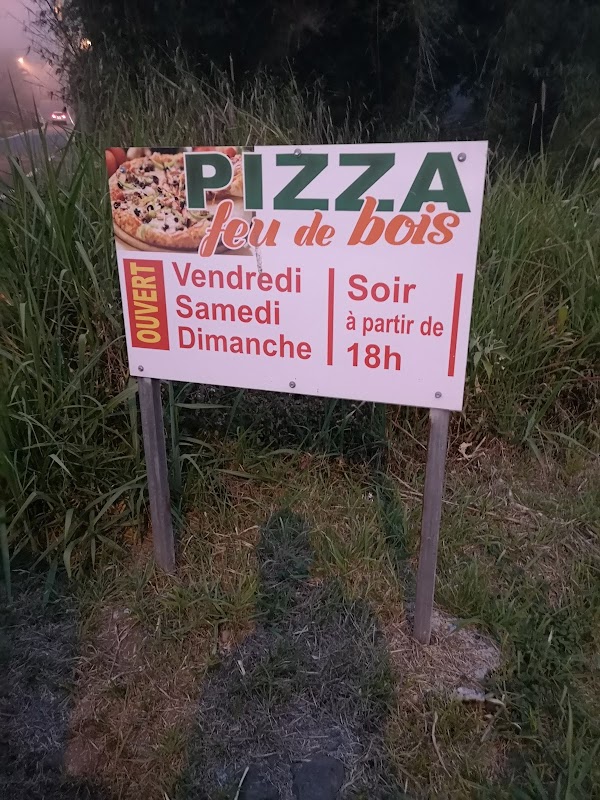 PIZZA
feu de bois
OUVERT
Vendredi
Samedi
Dimanche
Soir
à partir de
18h